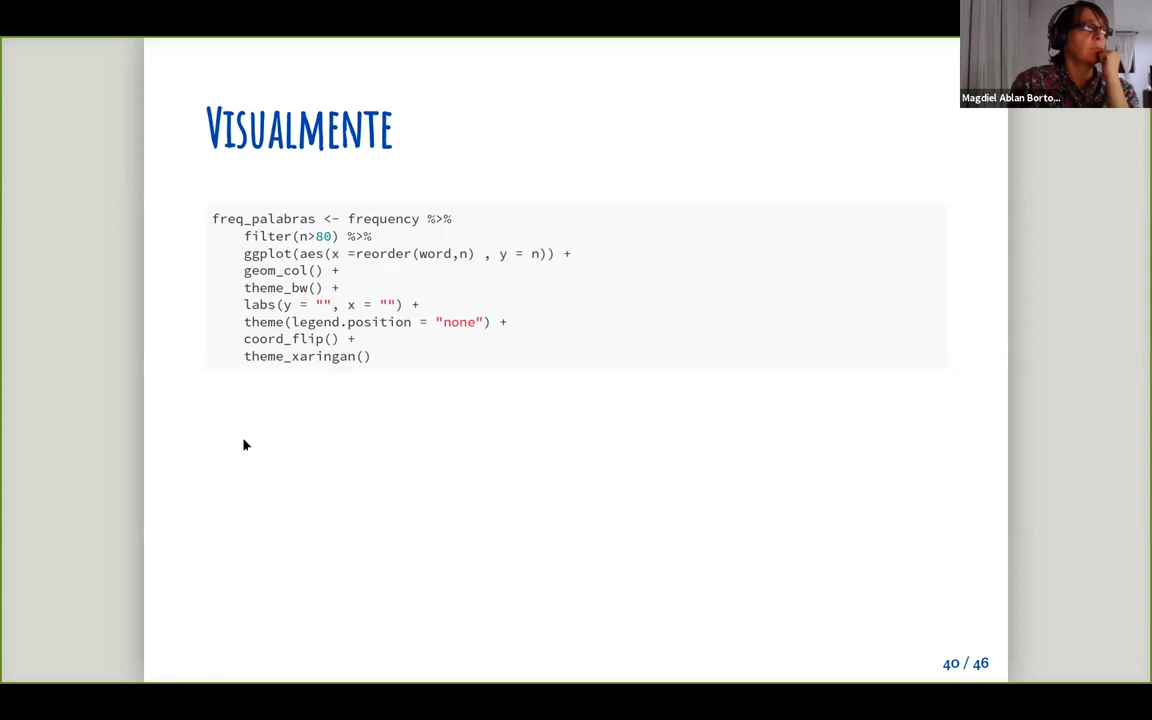 Magdiel Ablan Borto...
Visualmente
freq_palabras <- frequency %>%
    filter(n>80) %>%
    ggplot(aes(x =reorder(word,n) , y = n)) +
    geom_col() +
    theme_bw() +
    labs(y = "", x = "") +
    theme(legend.position = "none") +
    coord_flip() +
    theme_xaringan()
40 / 46